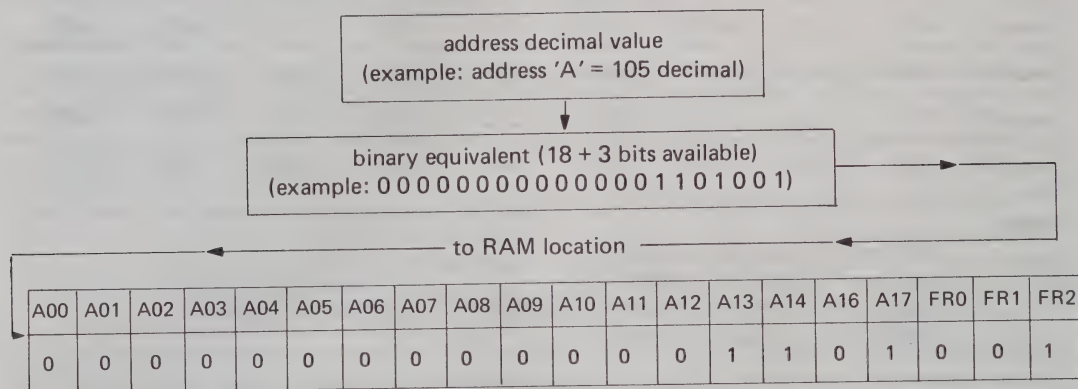 address decimal value
(example: address 'A' = 105 decimal)
binary equivalent (18 + 3 bits available)
(example: 0 0 0 0 0 0 0 0 0 0 0 0 0 0 1 1 0 1 0 0 1)
to RAM location
A00 A01 A02 A03 A04 A05 A06 A07 A08 A09 A10 A11 A12 A13 A14 A16 A17 FR0 FR1 FR2
0 0 0 0 0 0 0 0 0 0 0 0 0 1 1 0 1 0 0 1